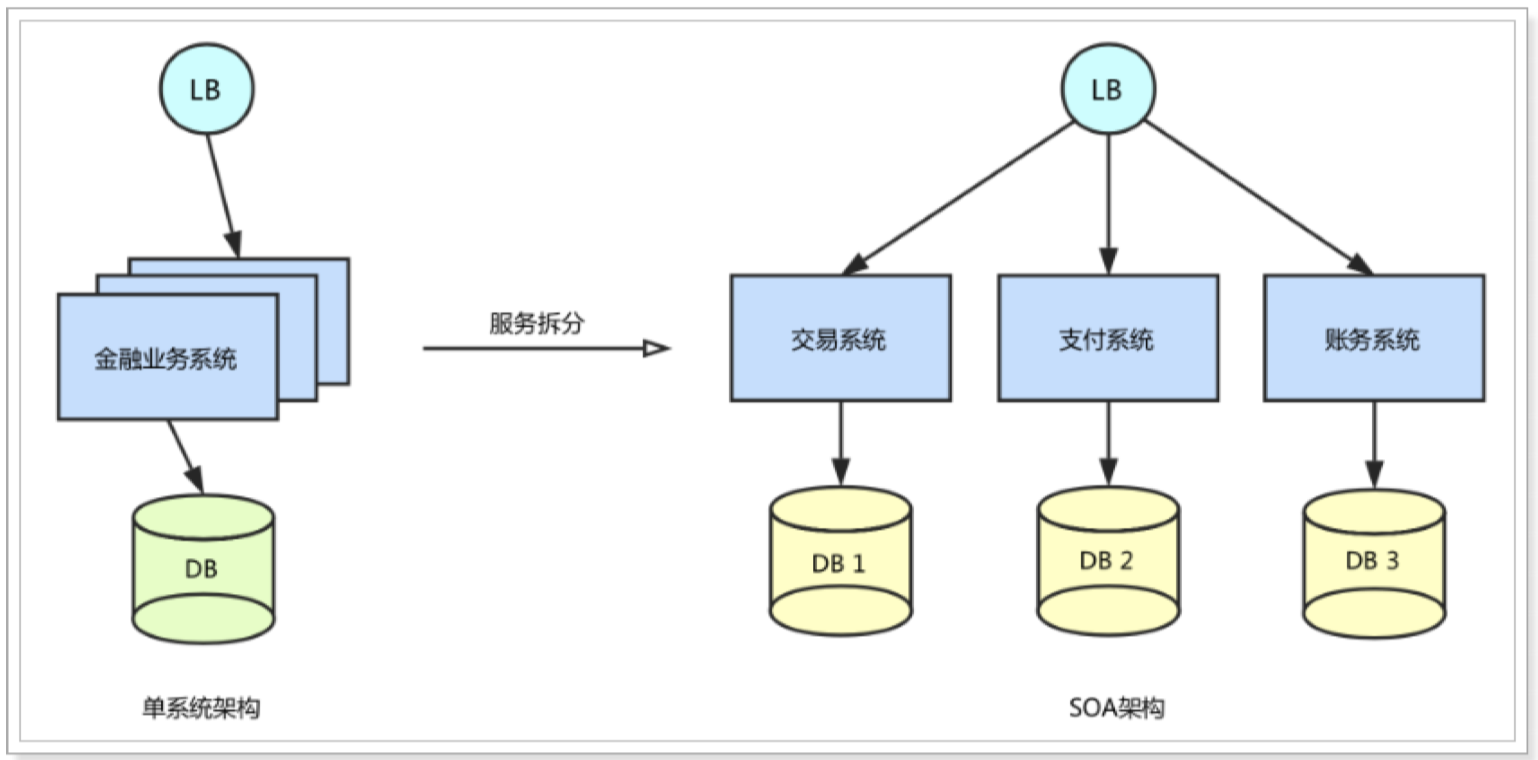 LB
LB
金融业务系统
服务拆分
交易系统
支付系统
账务系统
DB
DB 1
DB 2
DB 3
单系统架构
SOA架构